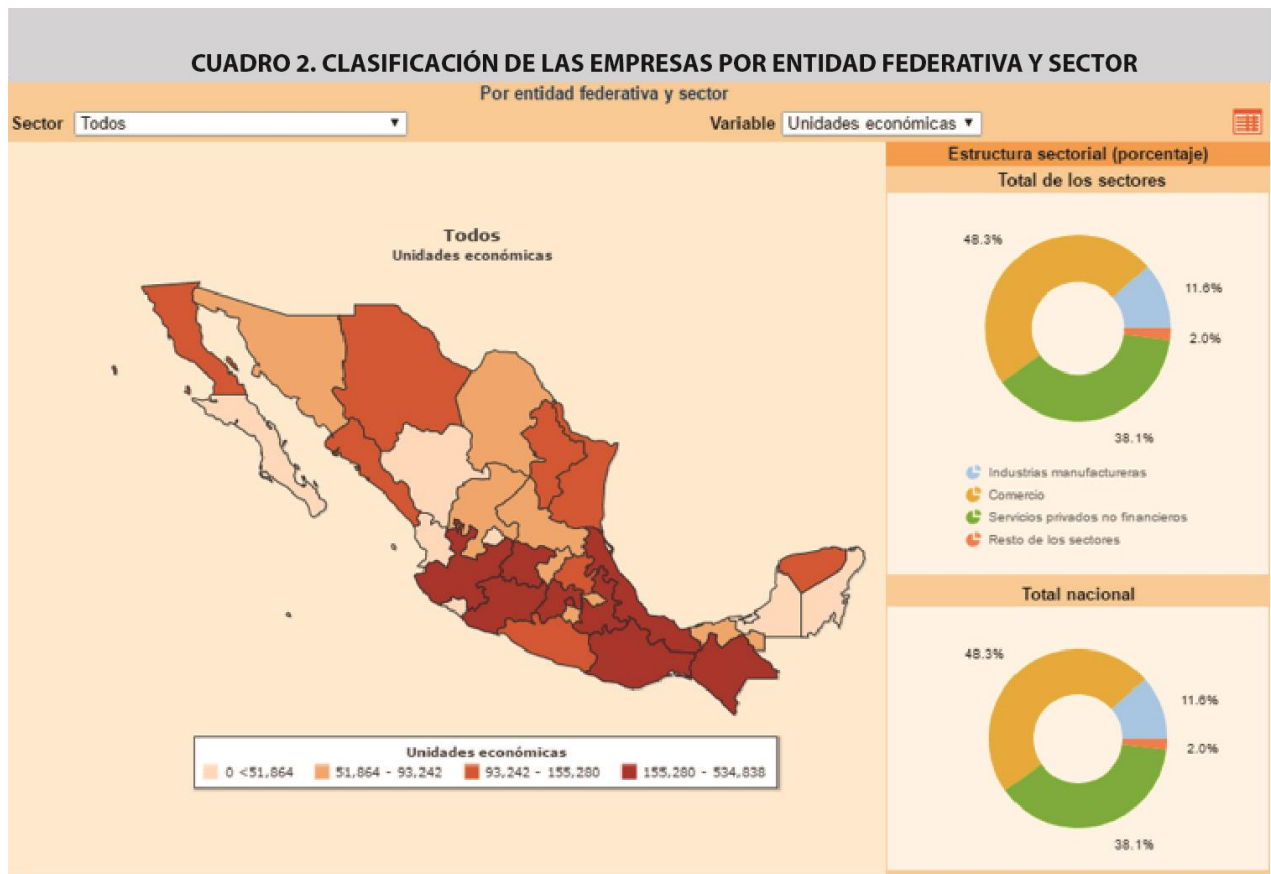 CUADRO 2. CLASIFICACIÓN DE LAS EMPRESAS POR ENTIDAD FEDERATIVA Y SECTOR
Por entidad federativa y sector
Sector Todos
Variable Unidades económicas
Estructura sectorial (porcentaje)
Total de los sectores
Todos
Unidades económicas
48.3%
11.6%
2.0%
38.1%
Industrias manufactureras
Comercio
Servicios privados no financieros
Resto de los sectores
Total nacional
48.3%
11.6%
2.0%
38.1%
Unidades económicas
0 <51,864 51,864 - 93,242 93,242 - 155,280 155,280 - 534,838